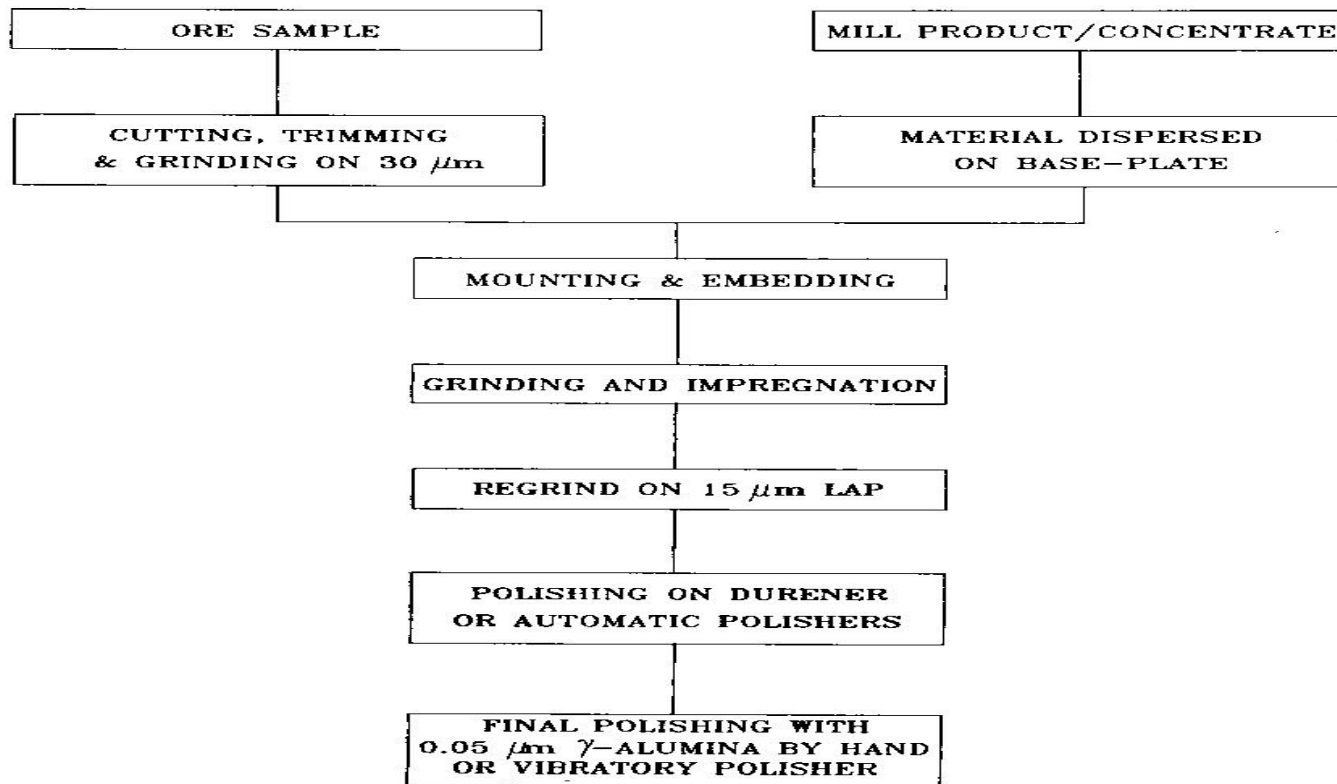 ORE SAMPLE
MILL PRODUCT/CONCENTRATE
CUTTING, TRIMMING
& GRINDING ON 30 μm
MATERIAL DISPERSED
ON BASE-PLATE
MOUNTING & EMBEDDING
GRINDING AND IMPREGNATION
REGRIND ON 15 μm LAP
POLISHING ON DURENER
OR AUTOMATIC POLISHERS
FINAL POLISHING WITH
0.05 μm γ-ALUMINA BY HAND
OR VIBRATORY POLISHER